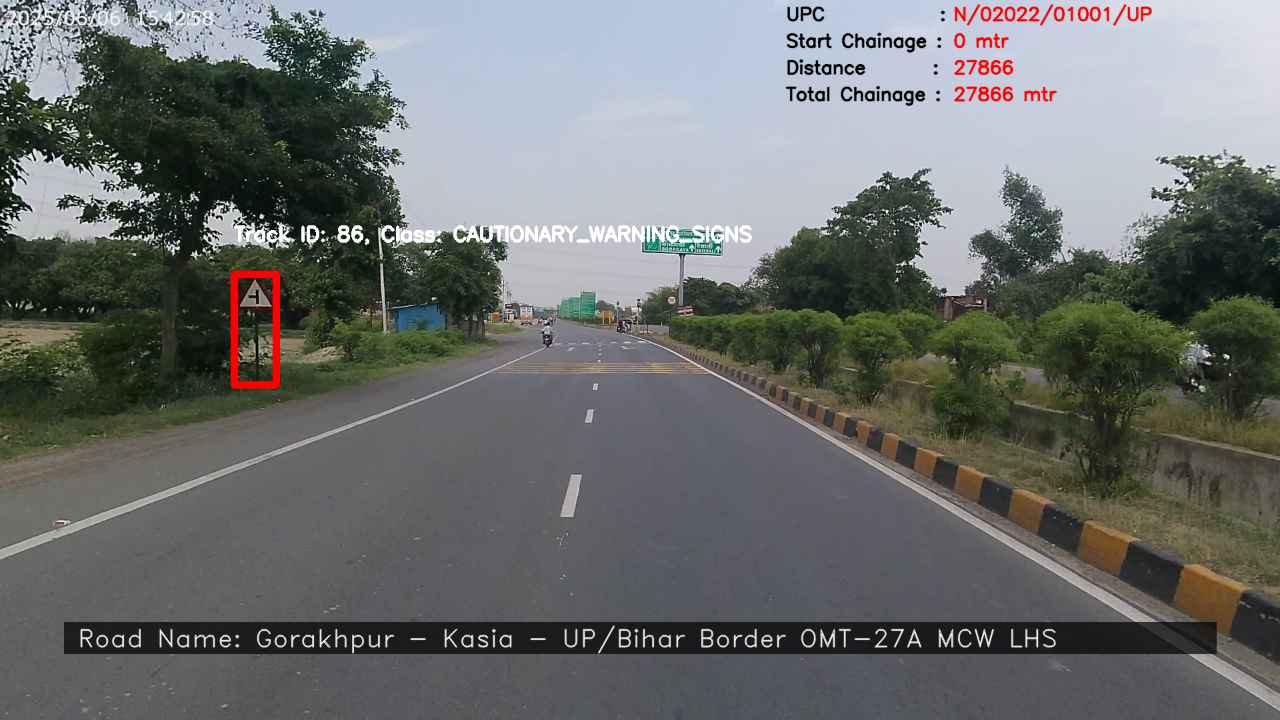 2025/06/06 15:42:58
UPC : N/02022/01001/UP
Start Chainage : 0 mtr
Distance : 27866
Total Chainage : 27866 mtr
Track ID: 86, Class: CAUTIONARY_WARNING_SIGNS
Road Name: Gorakhpur - Kasia - UP/Bihar Border OMT-27A MCW LHS